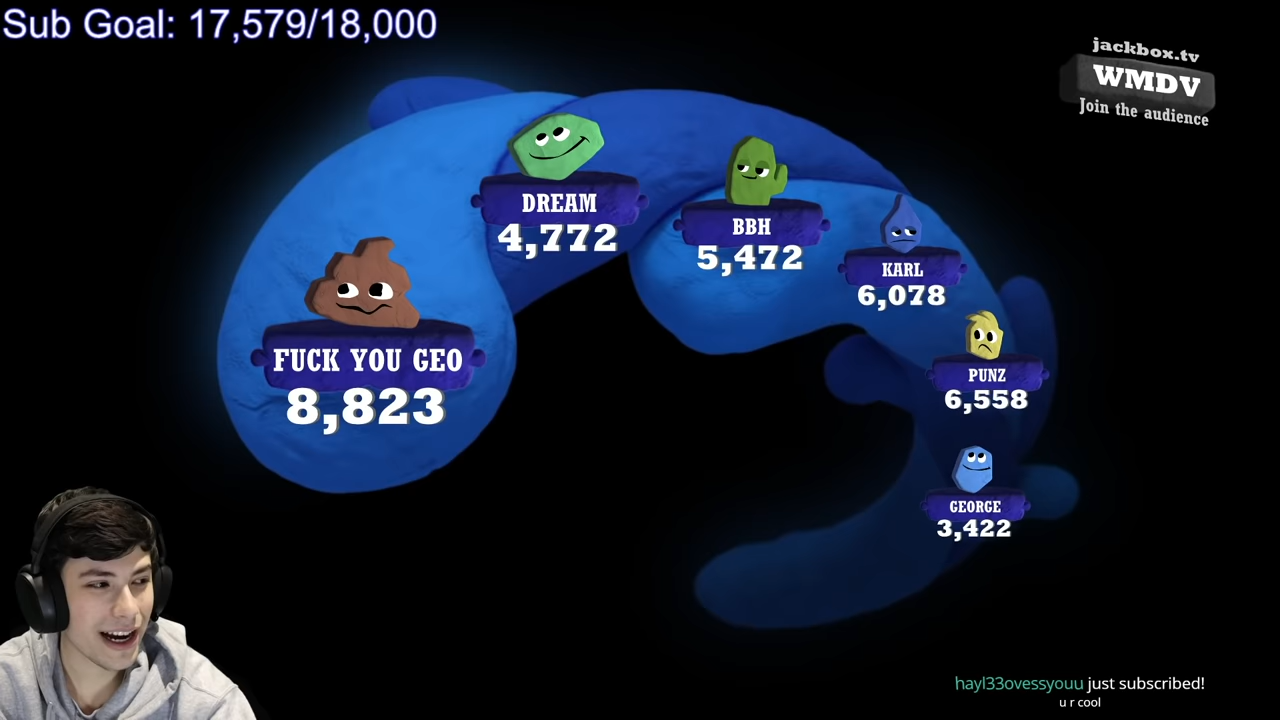 Sub Goal: 17,579/18,000
jackbox.tv
WMDV
Join the audience
DREAM
4,772
BBH
5,472
KARL
6,078
FUCK YOU GEO
8,823
PUNZ
6,558
GEORGE
3,422
hayl33ovessyouu just subscribed!
u r cool